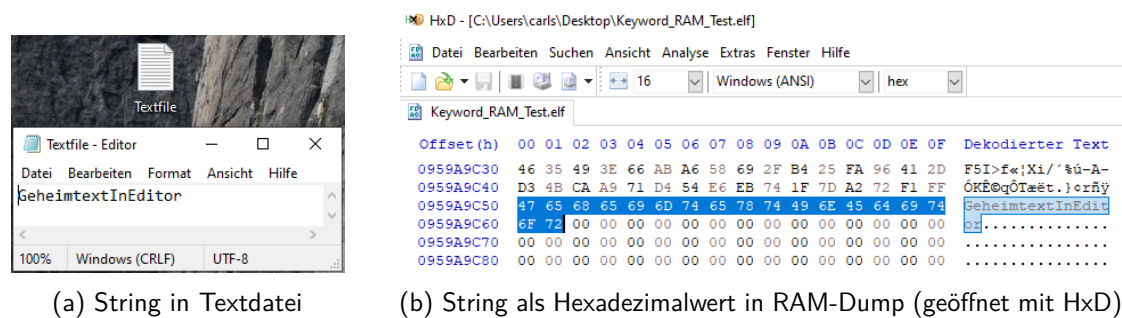 Textfile
Textfile - Editor
Datei Bearbeiten Format Ansicht Hilfe
GeheimtextInEditor
100% Windows (CRLF) UTF-8
(a) String in Textdatei
HxD - [C:\Users\carls\Desktop\Keyword_RAM_Test.elf]
Datei Bearbeiten Suchen Ansicht Analyse Extras Fenster Hilfe
16 Windows (ANSI) hex
Keyword_RAM_Test.elf
Offset(h) 00 01 02 03 04 05 06 07 08 09 0A 0B 0C 0D 0E 0F Dekodierter Text
0959A9C30 46 35 49 3E 66 AB A6 58 69 2F B4 25 FA 96 41 2D F5I>f«¦Xi/´%ú–A-
0959A9C40 D3 4B CA A9 71 D4 54 E6 EB 74 1F 7D A2 72 F1 FF ÓKÊ©qÔTæët.}¢rñÿ
0959A9C50 47 65 68 65 69 6D 74 65 78 74 49 6E 45 64 69 74 GeheimtextInEdit
0959A9C60 6F 72 00 00 00 00 00 00 00 00 00 00 00 00 00 00 or..............
0959A9C70 00 00 00 00 00 00 00 00 00 00 00 00 00 00 00 00 ................
0959A9C80 00 00 00 00 00 00 00 00 00 00 00 00 00 00 00 00 ................
(b) String als Hexadezimalwert in RAM-Dump (geöffnet mit HxD)